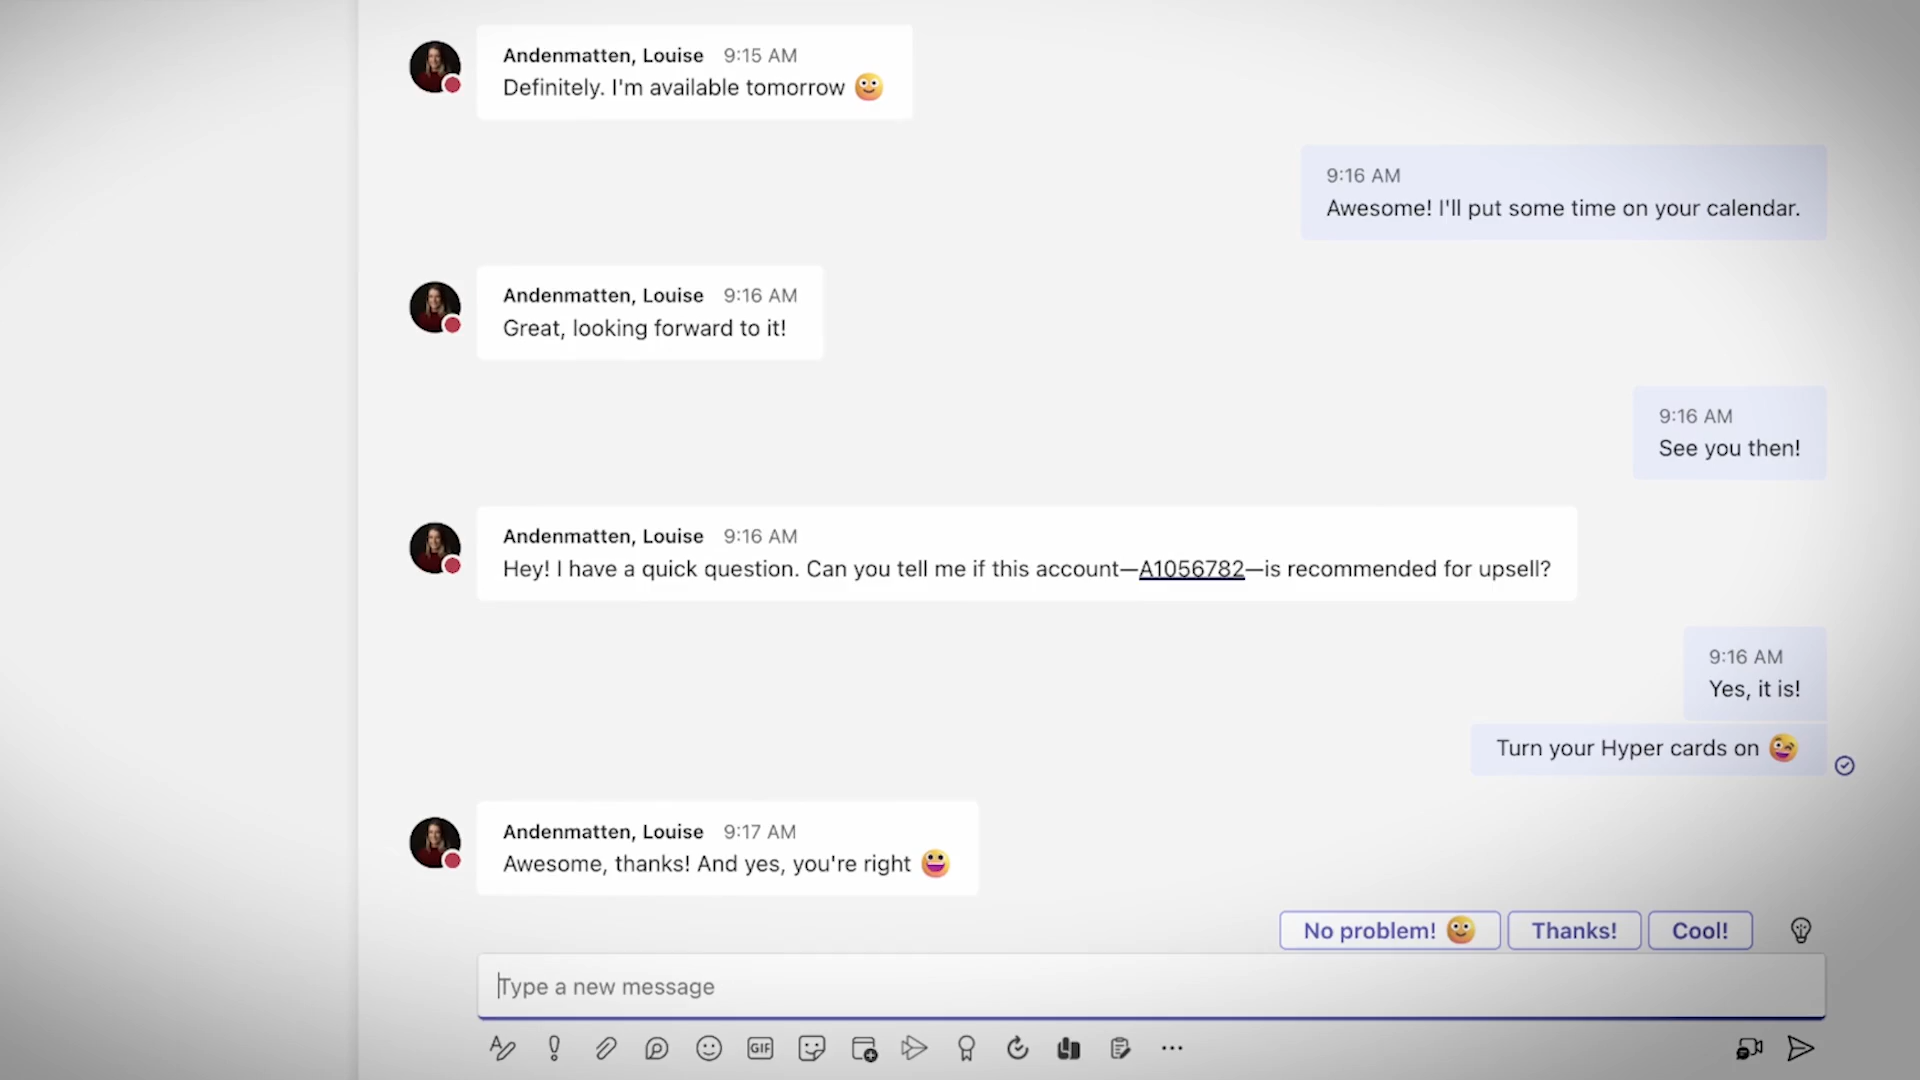 Andenmatten, Louise 9:15 AM
Definitely. I'm available tomorrow
9:16 AM
Awesome! I'll put some time on your calendar.
Andenmatten, Louise 9:16 AM
Great, looking forward to it!
9:16 AM
See you then!
Andenmatten, Louise 9:16 AM
Hey! I have a quick question. Can you tell me if this account—A1056782—is recommended for upsell?
9:16 AM
Yes, it is!
Turn your Hyper cards on
Andenmatten, Louise 9:17 AM
Awesome, thanks! And yes, you're right
No problem! Thanks! Cool!
Type a new message
GIF